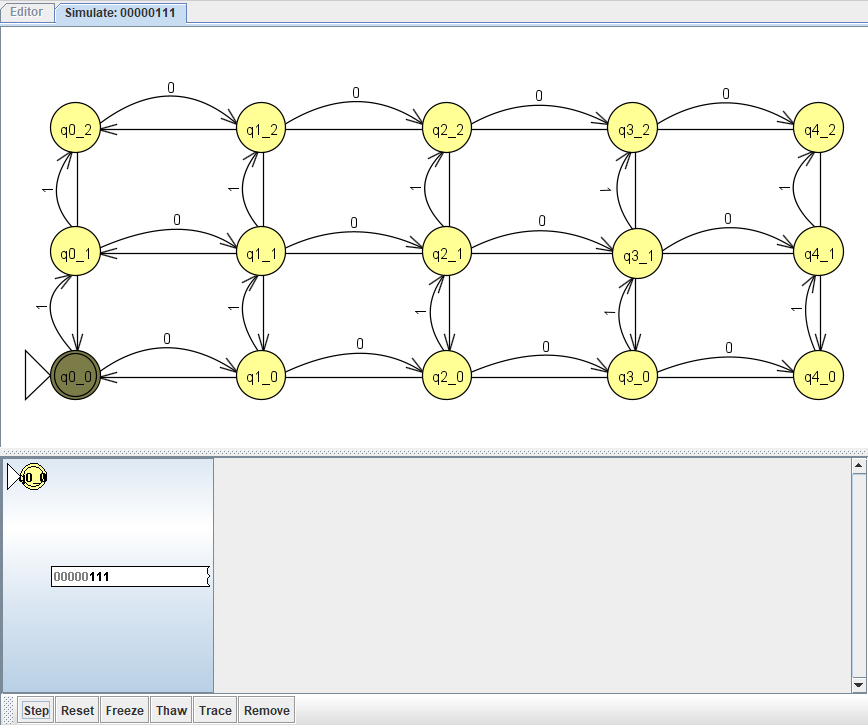 Editor Simulate: 00000111
0 0 0 0
q0_2 q1_2 q2_2 q3_2 q4_2
1 1 1 1 1
0 0 0 0
q0_1 q1_1 q2_1 q3_1 q4_1
1 1 1 1 1
0 0 0 0
q0_0 q1_0 q2_0 q3_0 q4_0
q0_0
00000111
Step Reset Freeze Thaw Trace Remove